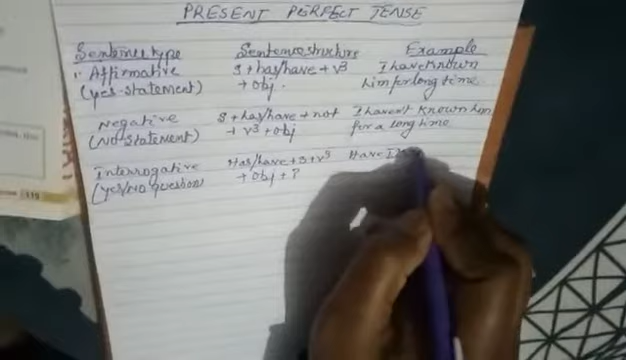 PRESENT PERFECT TENSE
Sentence type Sentence structure Example
1. Affirmative S + has/have + V3 I have known
(yes-statement) + obj. him for long time.
Negative S + has/have + not I haven't known him
(No statement) + V3 + obj for a long time
Interrogative Has/have + S + V3 Have I
(yes/No question) + obj + ?
119